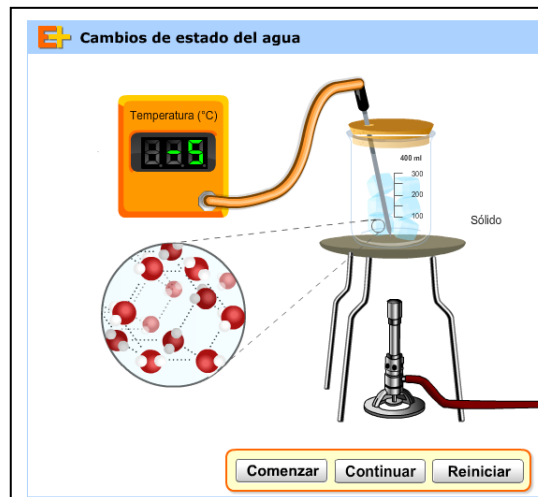 E+ Cambios de estado del agua
Temperatura (°C)
-5
400 ml
300
200
100
Sólido
Comenzar Continuar Reiniciar